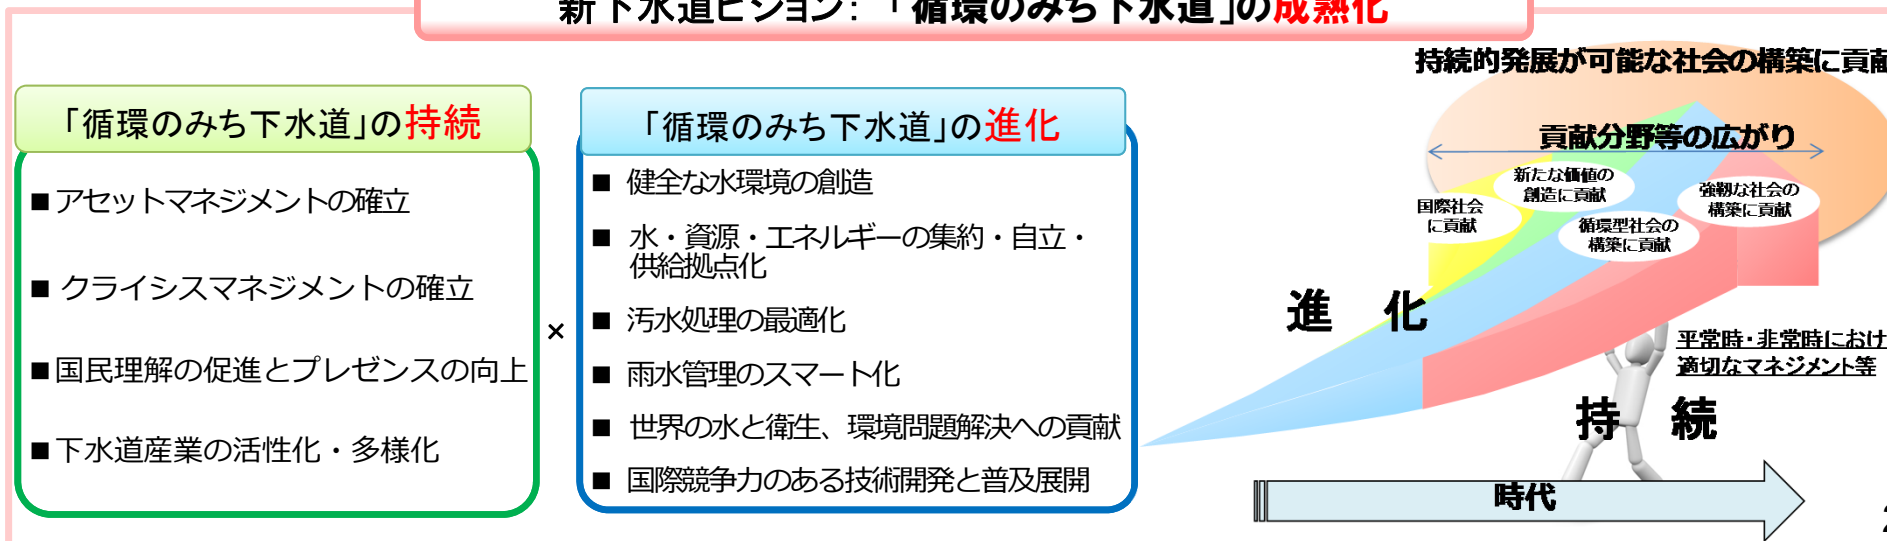 新下水道ビジョン：「循環のみち下水道」の成熟化
「循環のみち下水道」の持続
■アセットマネジメントの確立
■クライシスマネジメントの確立
■国民理解の促進とプレゼンスの向上
■下水道産業の活性化・多様化
×
「循環のみち下水道」の進化
■ 健全な水環境の創造
■ 水・資源・エネルギーの集約・自立・
供給拠点化
■ 汚水処理の最適化
■ 雨水管理のスマート化
■ 世界の水と衛生、環境問題解決への貢献
■ 国際競争力のある技術開発と普及展開
持続的発展が可能な社会の構築に貢献
貢献分野等の広がり
新たな価値の
創造に貢献
国際社会
に貢献
強靱な社会の
構築に貢献
循環型社会の
構築に貢献
進 化
平常時・非常時におけ
適切なマネジメント等
持 続
時代